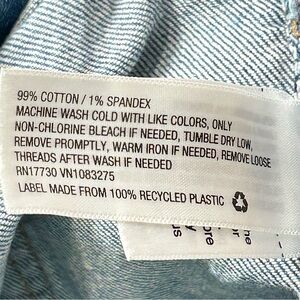 99% COTTON / 1% SPANDEX
MACHINE WASH COLD WITH LIKE COLORS, ONLY
NON-CHLORINE BLEACH IF NEEDED, TUMBLE DRY LOW,
REMOVE PROMPTLY, WARM IRON IF NEEDED, REMOVE LOOSE
THREADS AFTER WASH IF NEEDED
RN17730 VN1083275
LABEL MADE FROM 100% RECYCLED PLASTIC